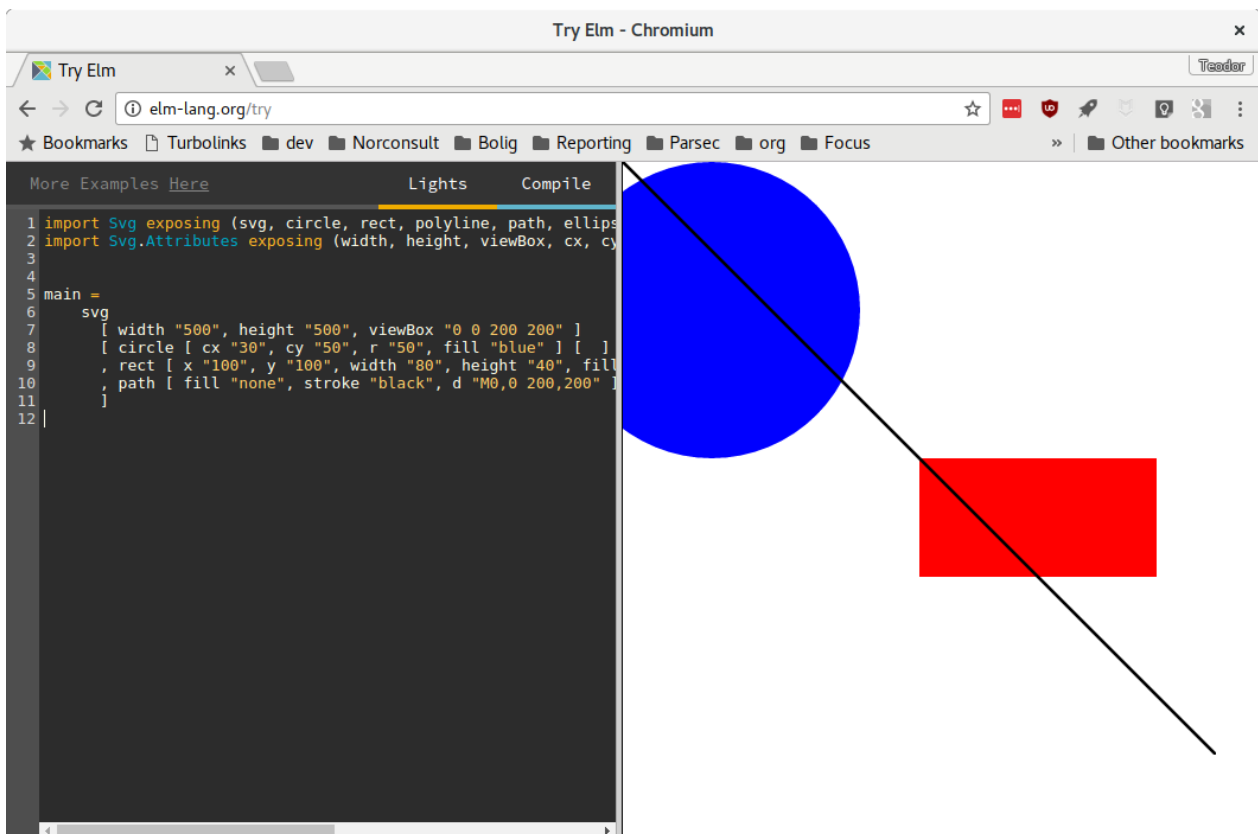 Try Elm - Chromium
Try Elm
Teodor
elm-lang.org/try
Bookmarks Turbolinks dev Norconsult Bolig Reporting Parsec org Focus » Other bookmarks
More Examples Here Lights Compile
1 import Svg exposing (svg, circle, rect, polyline, path, ellips
2 import Svg.Attributes exposing (width, height, viewBox, cx, cy
3
4
5 main =
6 svg
7 [ width "500", height "500", viewBox "0 0 200 200" ]
8 [ circle [ cx "30", cy "50", r "50", fill "blue" ] [ ]
9 , rect [ x "100", y "100", width "80", height "40", fill
10 , path [ fill "none", stroke "black", d "M0,0 200,200" ]
11 ]
12